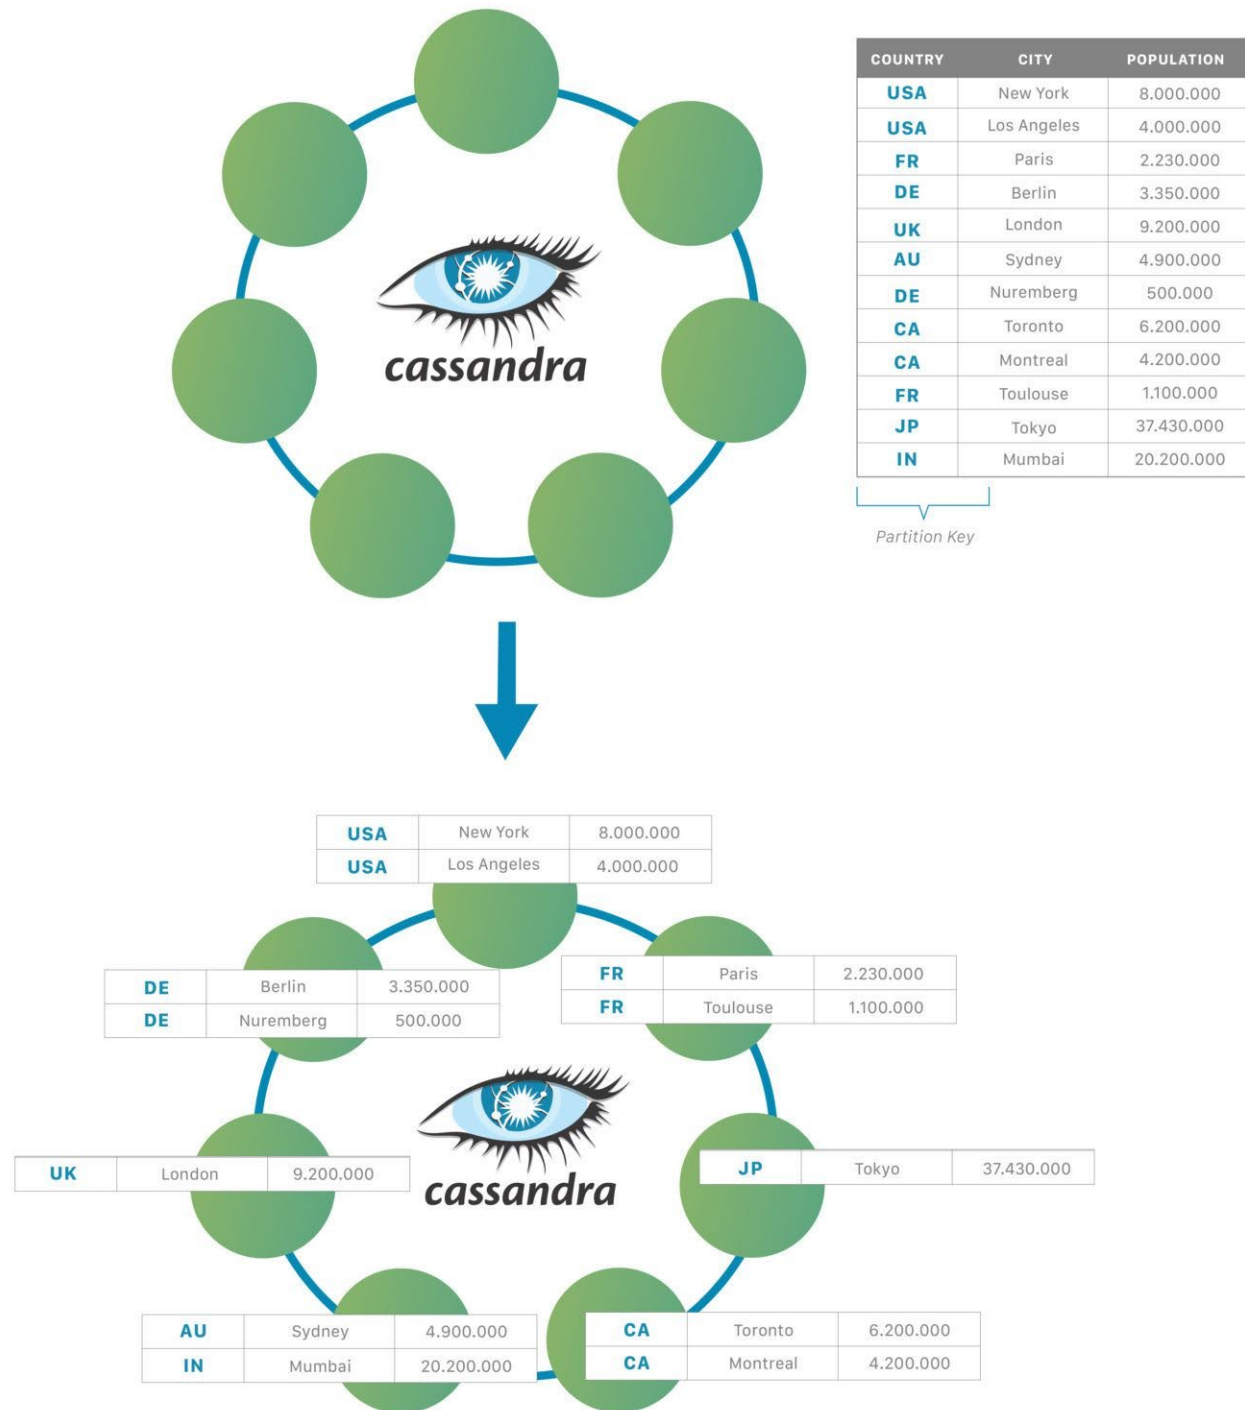 COUNTRY CITY POPULATION
USA New York 8.000.000
USA Los Angeles 4.000.000
FR Paris 2.230.000
DE Berlin 3.350.000
UK London 9.200.000
AU Sydney 4.900.000
DE Nuremberg 500.000
CA Toronto 6.200.000
CA Montreal 4.200.000
FR Toulouse 1.100.000
JP Tokyo 37.430.000
IN Mumbai 20.200.000
Partition Key
cassandra
USA New York 8.000.000
USA Los Angeles 4.000.000
DE Berlin 3.350.000
DE Nuremberg 500.000
FR Paris 2.230.000
FR Toulouse 1.100.000
UK London 9.200.000
cassandra
JP Tokyo 37.430.000
AU Sydney 4.900.000
IN Mumbai 20.200.000
CA Toronto 6.200.000
CA Montreal 4.200.000